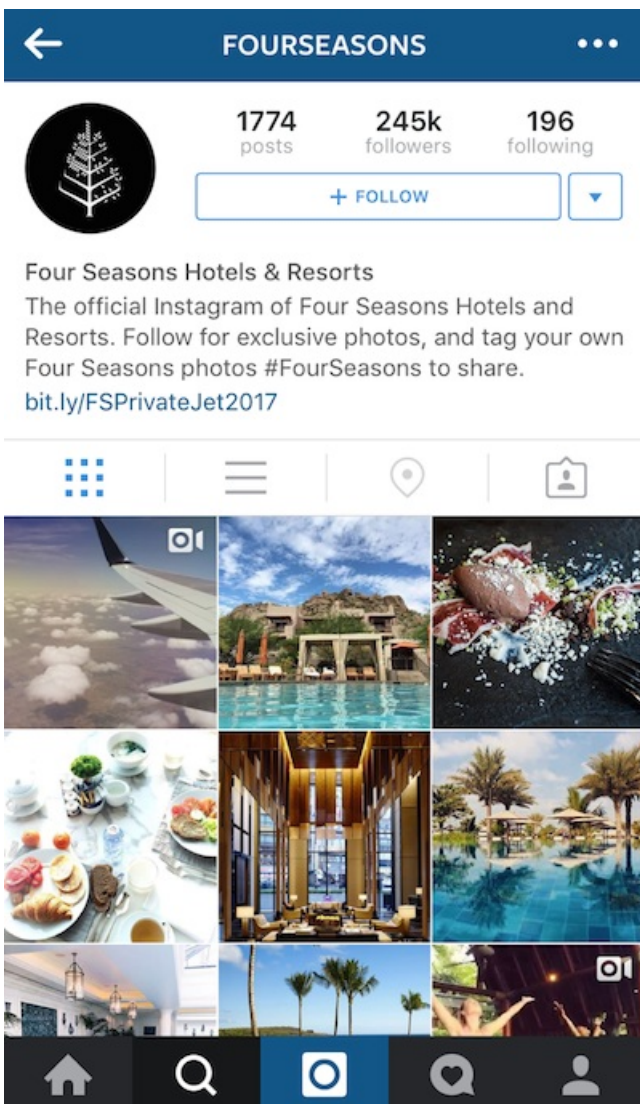 FOURSEASONS
1774 245k 196
posts followers following
+ FOLLOW
Four Seasons Hotels & Resorts
The official Instagram of Four Seasons Hotels and
Resorts. Follow for exclusive photos, and tag your own
Four Seasons photos #FourSeasons to share.
bit.ly/FSPrivateJet2017